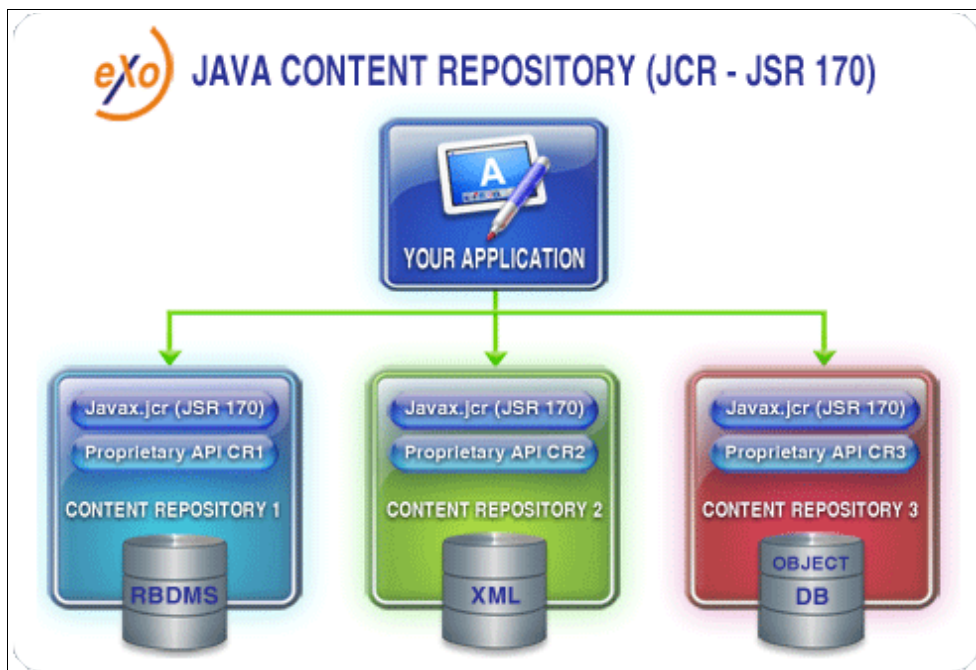 eXo JAVA CONTENT REPOSITORY (JCR - JSR 170)
A
YOUR APPLICATION
Javax.jcr (JSR 170)
Proprietary API CR1
CONTENT REPOSITORY 1
RBDMS
Javax.jcr (JSR 170)
Proprietary API CR2
CONTENT REPOSITORY 2
XML
Javax.jcr (JSR 170)
Proprietary API CR3
CONTENT REPOSITORY 3
OBJECT
DB